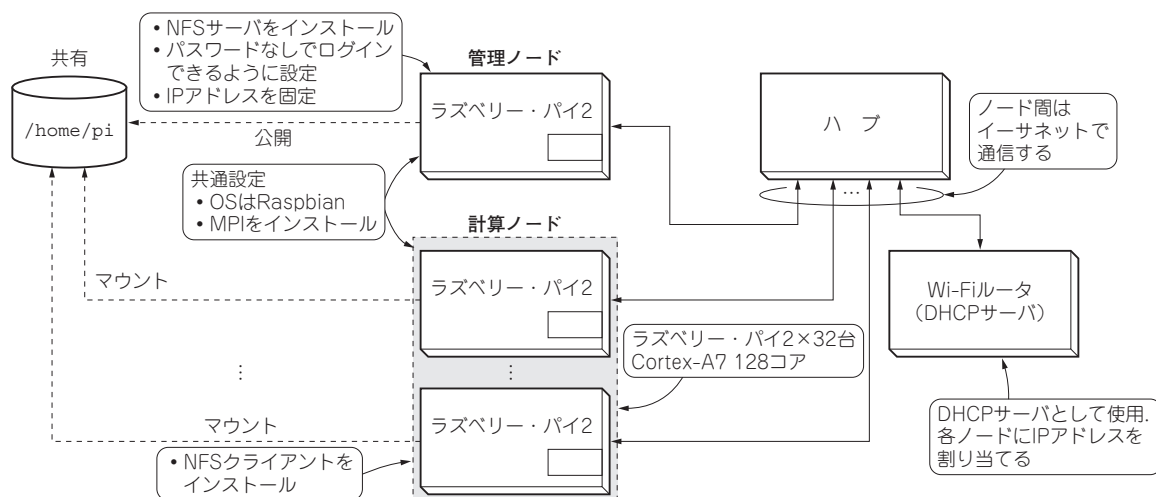 • NFSサーバをインストール
• パスワードなしでログイン
できるように設定
• IPアドレスを固定
共有
/home/pi
公開
管理ノード
ラズベリー・パイ2
ハ ブ
…
ノード間は
イーサネットで
通信する
共通設定
• OSはRaspbian
• MPIをインストール
計算ノード
マウント
ラズベリー・パイ2
Wi-Fiルータ
(DHCPサーバ)
ラズベリー・パイ2×32台
Cortex-A7 128コア
…
…
マウント
ラズベリー・パイ2
DHCPサーバとして使用.
各ノードにIPアドレスを
割り当てる
• NFSクライアントを
インストール